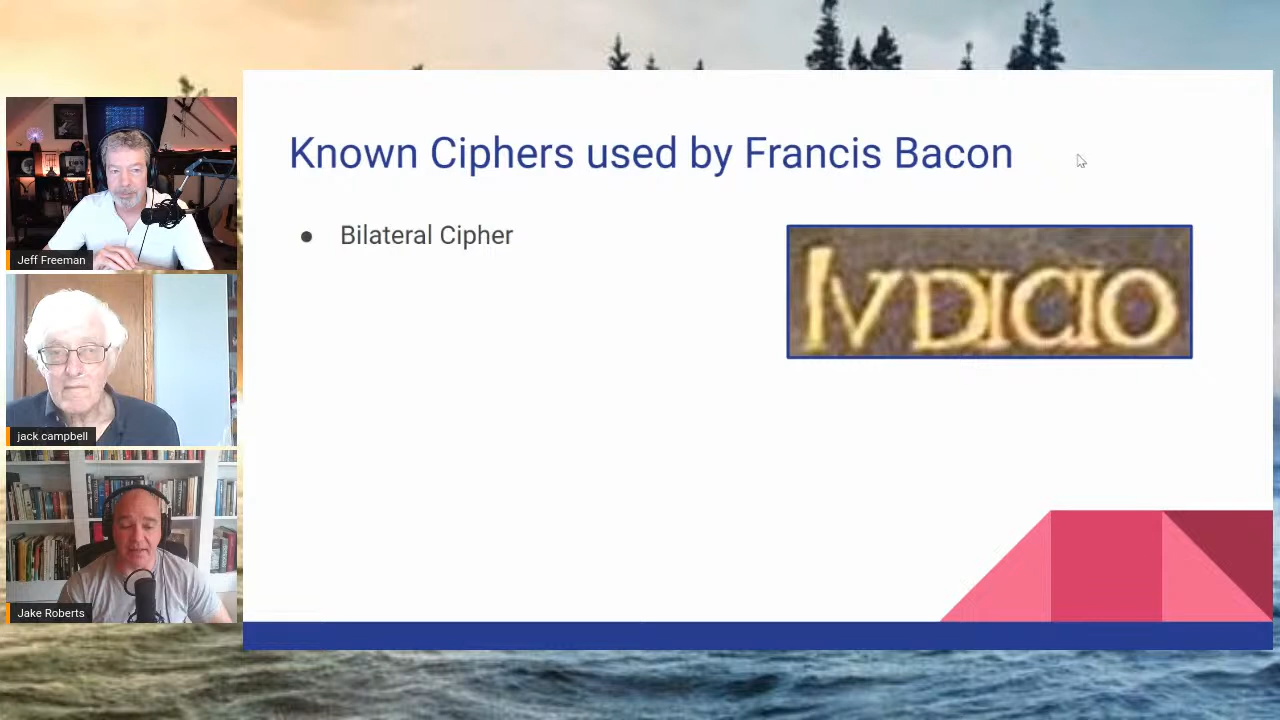 Known Ciphers used by Francis Bacon
● Bilateral Cipher
IVDICIO
Jeff Freeman
jack campbell
Jake Roberts